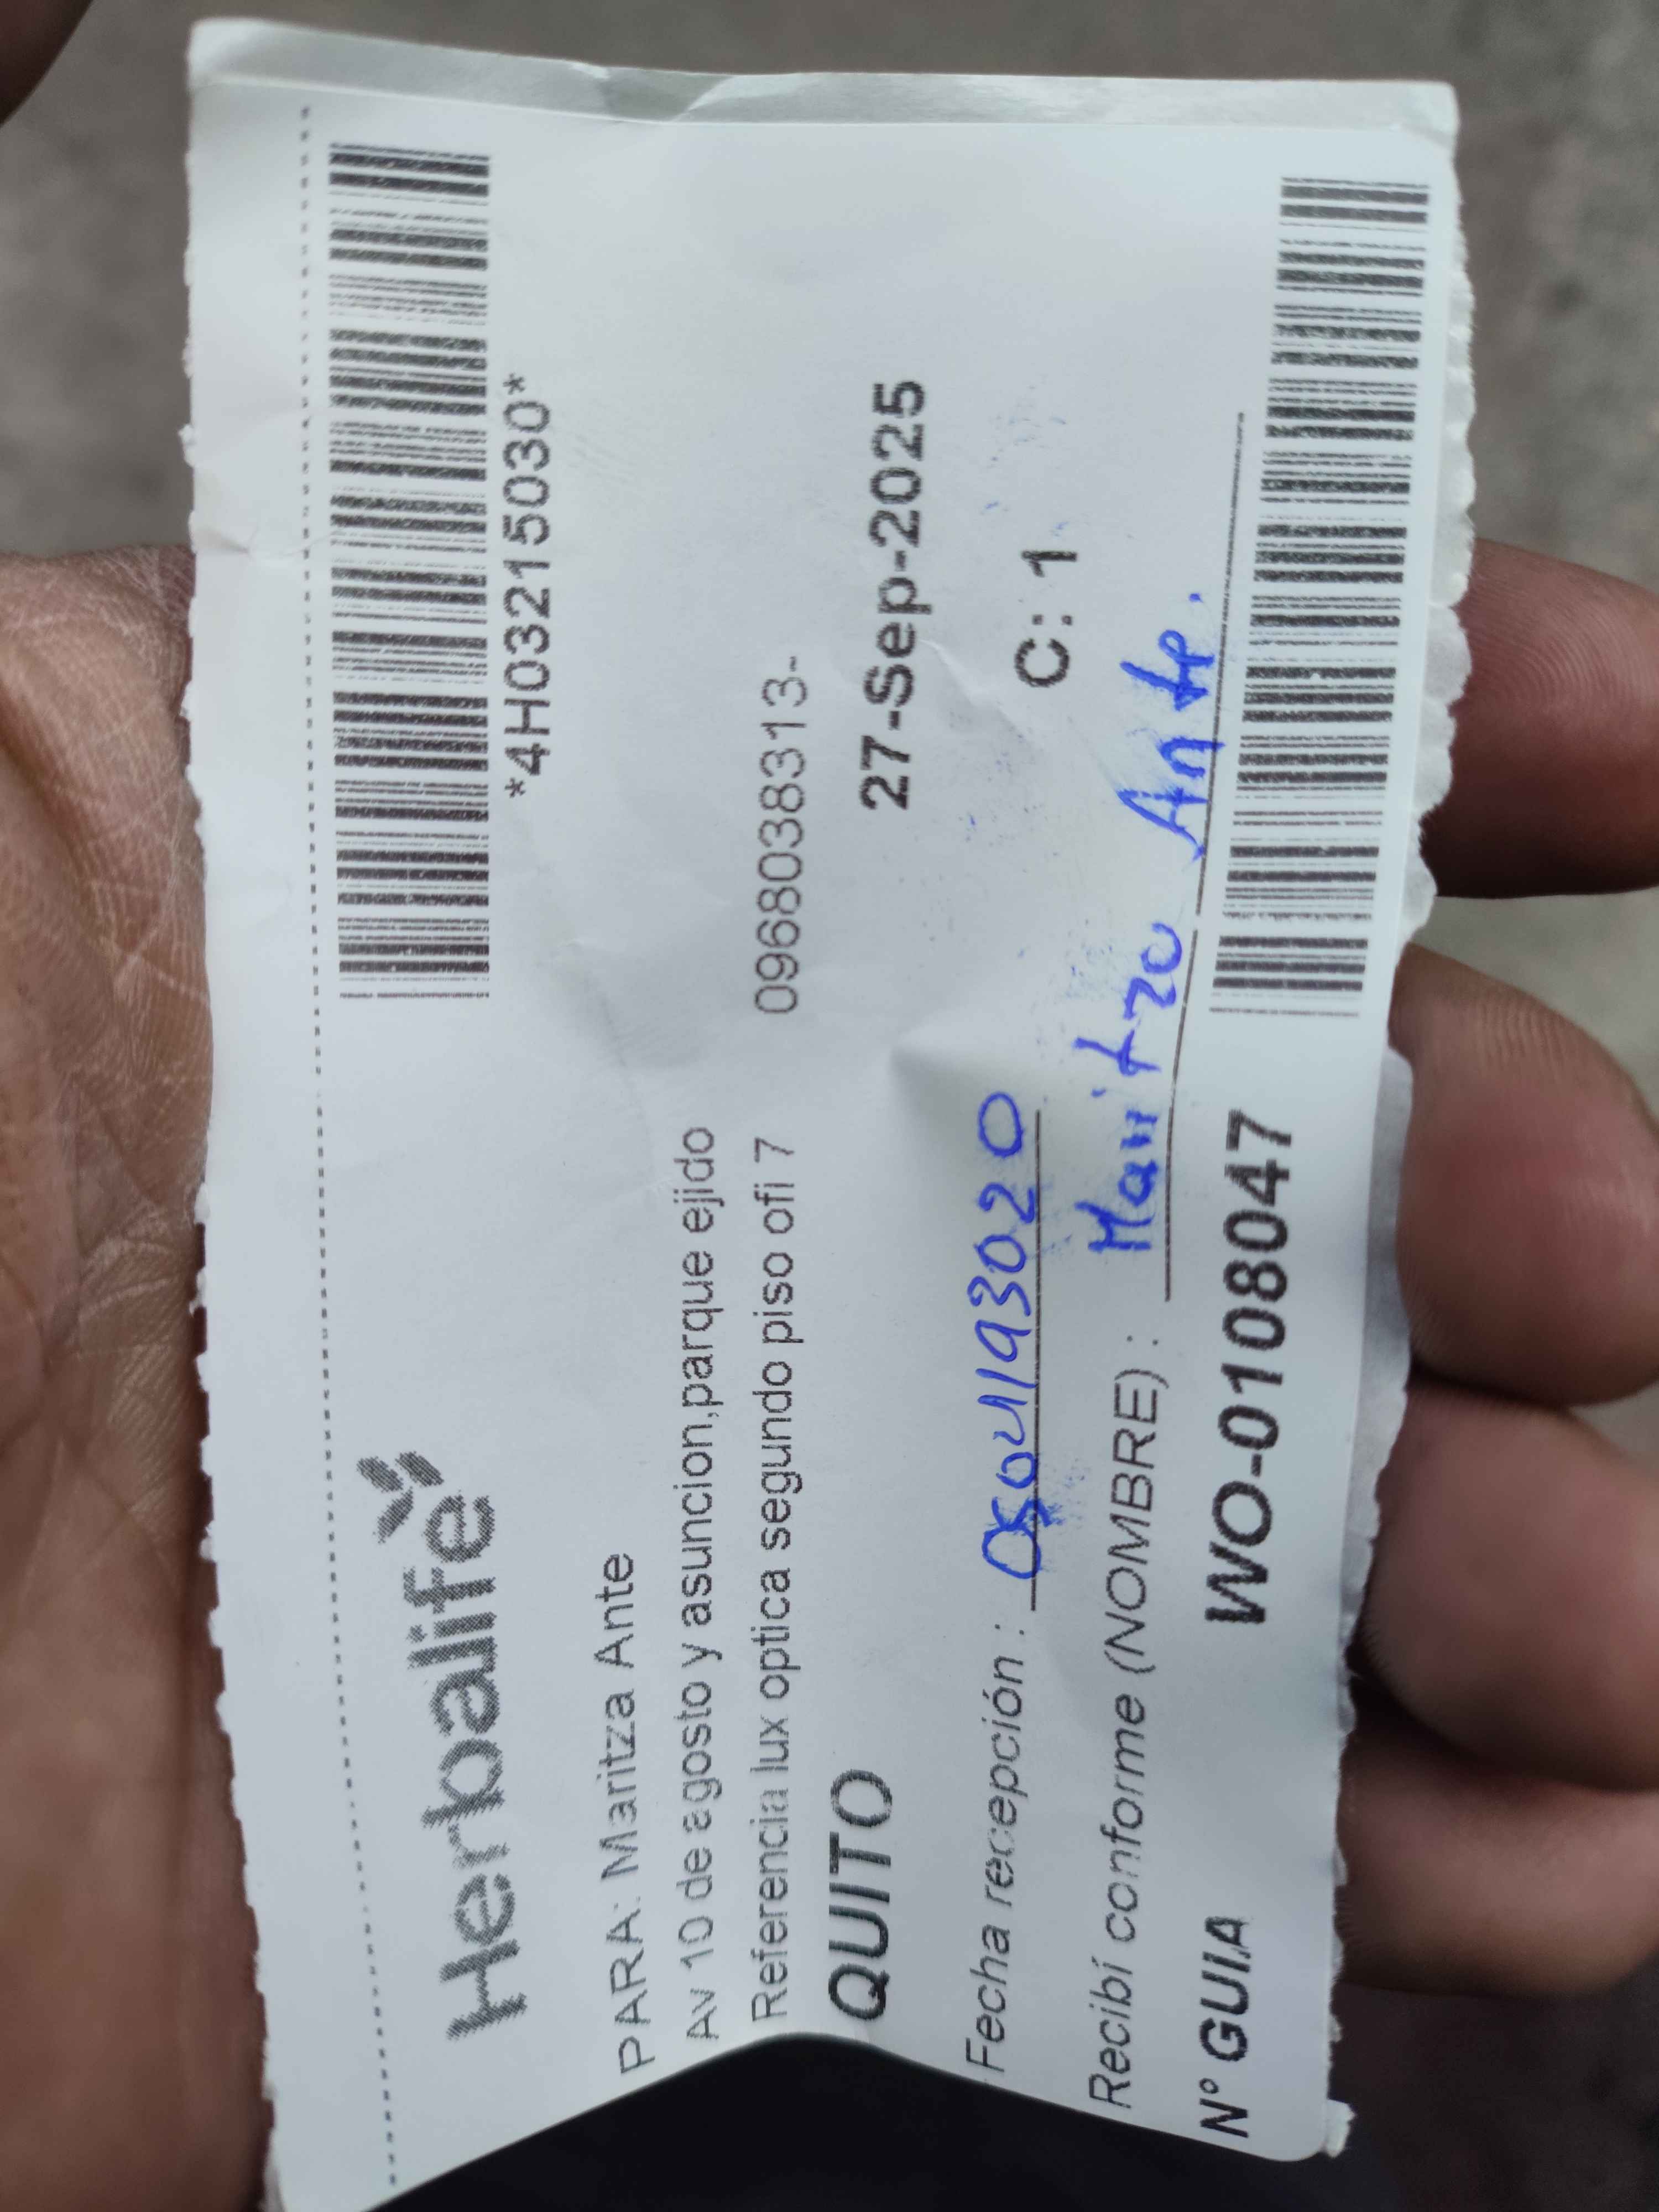 Herbalife
*4H03215030*
PARA: Maritza Ante
Av 10 de agosto y asuncion,parque ejido
Referencia lux optica segundo piso ofi 7 0968038313-
QUITO 27-Sep-2025
Fecha recepción : C: 1
Recibí conforme (NOMBRE) : Maritza Ante.
N° GUIA WO-0108047